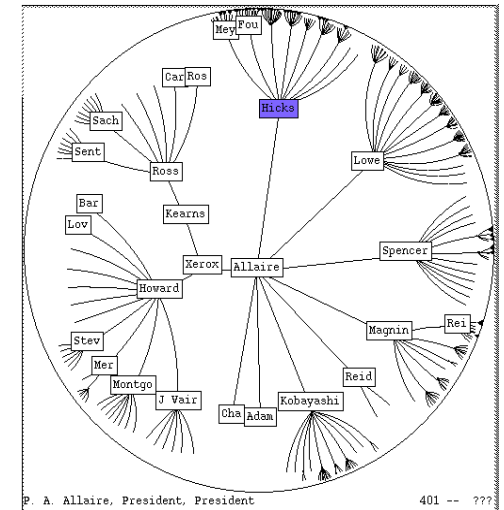 Mey Fou
Car Ros
Hicks
Sach
Sent
Lowe
Ross
Bar
Kearns
Lov
Spencer
Xerox Allaire
Howard
Rei
Magnin
Stev
Mer
Reid
Montgo
J Vair
Kobayashi
Cha Adam
P. A. Allaire, President, President 401 -- ???